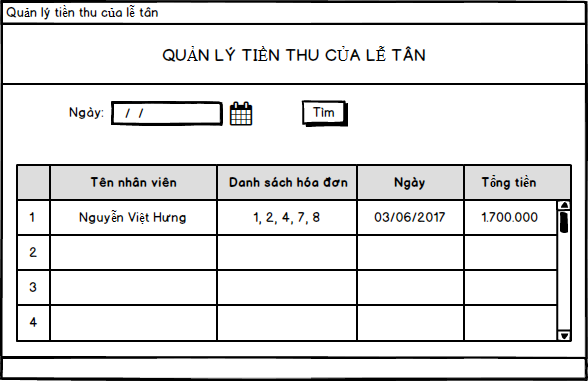 Quản lý tiền thu của lễ tân
QUẢN LÝ TIỀN THU CỦA LỄ TÂN
Ngày: / / Tìm
Tên nhân viên Danh sách hóa đơn Ngày Tổng tiền
1 Nguyễn Việt Hưng 1, 2, 4, 7, 8 03/06/2017 1.700.000
2
3
4